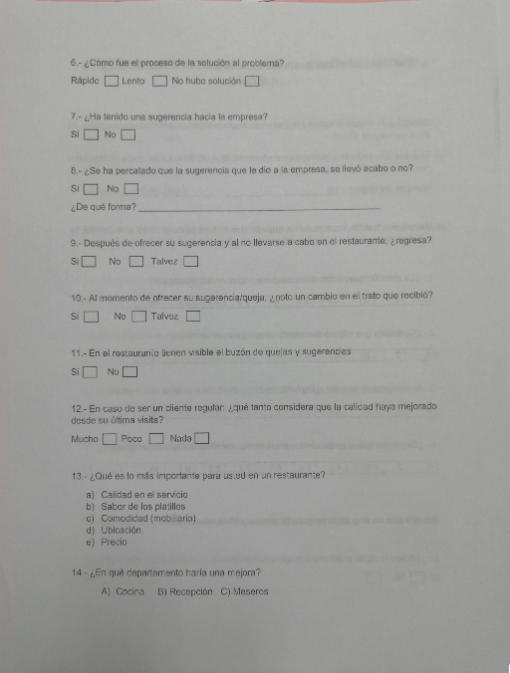 6.- ¿Cómo fue el proceso de la solución al problema?
Rápido Lento No hubo solución
7.- ¿Ha tenido una sugerencia hacia la empresa?
Si No
8.- ¿Se ha percatado que la sugerencia que le dio a la empresa, se llevó acabo o no?
Si No
¿De qué forma?
9.- Después de ofrecer su sugerencia y al no llevarse a cabo en el restaurante, ¿regresa?
Si No Talvez
10.- Al momento de ofrecer su sugerencia/queja, ¿noto un cambio en el trato que recibió?
Si No Talvez
11.- En el restaurante tienen visible el buzón de quejas y sugerencias
Si No
12.- En caso de ser un cliente regular, ¿qué tanto considera que la calidad haya mejorado
desde su última visita?
Mucho Poco Nada
13.- ¿Qué es lo más importante para usted en un restaurante?
a) Calidad en el servicio
b) Sabor de los platillos
c) Comodidad (mobiliario)
d) Ubicación
e) Precio
14.- ¿En qué departamento haría una mejora?
A) Cocina B) Recepción C) Meseros